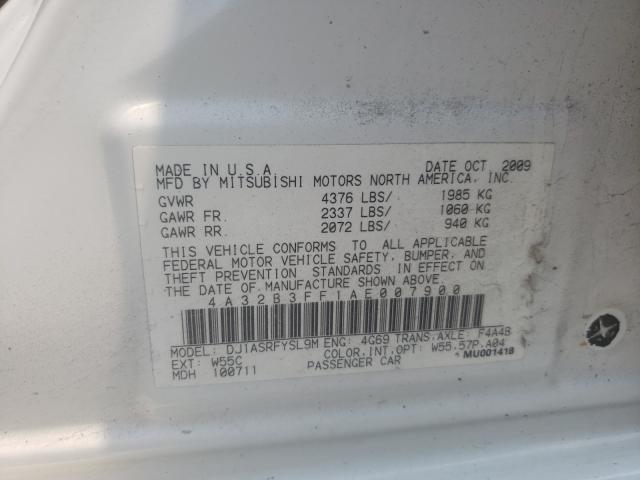 MADE IN U.S.A. DATE OCT 2009
MFD BY MITSUBISHI MOTORS NORTH AMERICA, INC.
GVWR 4376 LBS/ 1985 KG
GAWR FR. 2337 LBS/ 1060 KG
GAWR RR. 2072 LBS/ 940 KG
THIS VEHICLE CONFORMS TO ALL APPLICABLE
FEDERAL MOTOR VEHICLE SAFETY, BUMPER, AND
THEFT PREVENTION STANDARDS IN EFFECT ON
THE DATE OF MANUFACTURE SHOWN ABOVE
4A32B3FF1AE007900
MODEL: DJ1ASRFYSL9M ENG: 4G69 TRANS.AXLE: F4A4B
EXT: W55C COLOR,INT,OPT: W55.57P.A04
MDH 100711 PASSENGER CAR MU001418